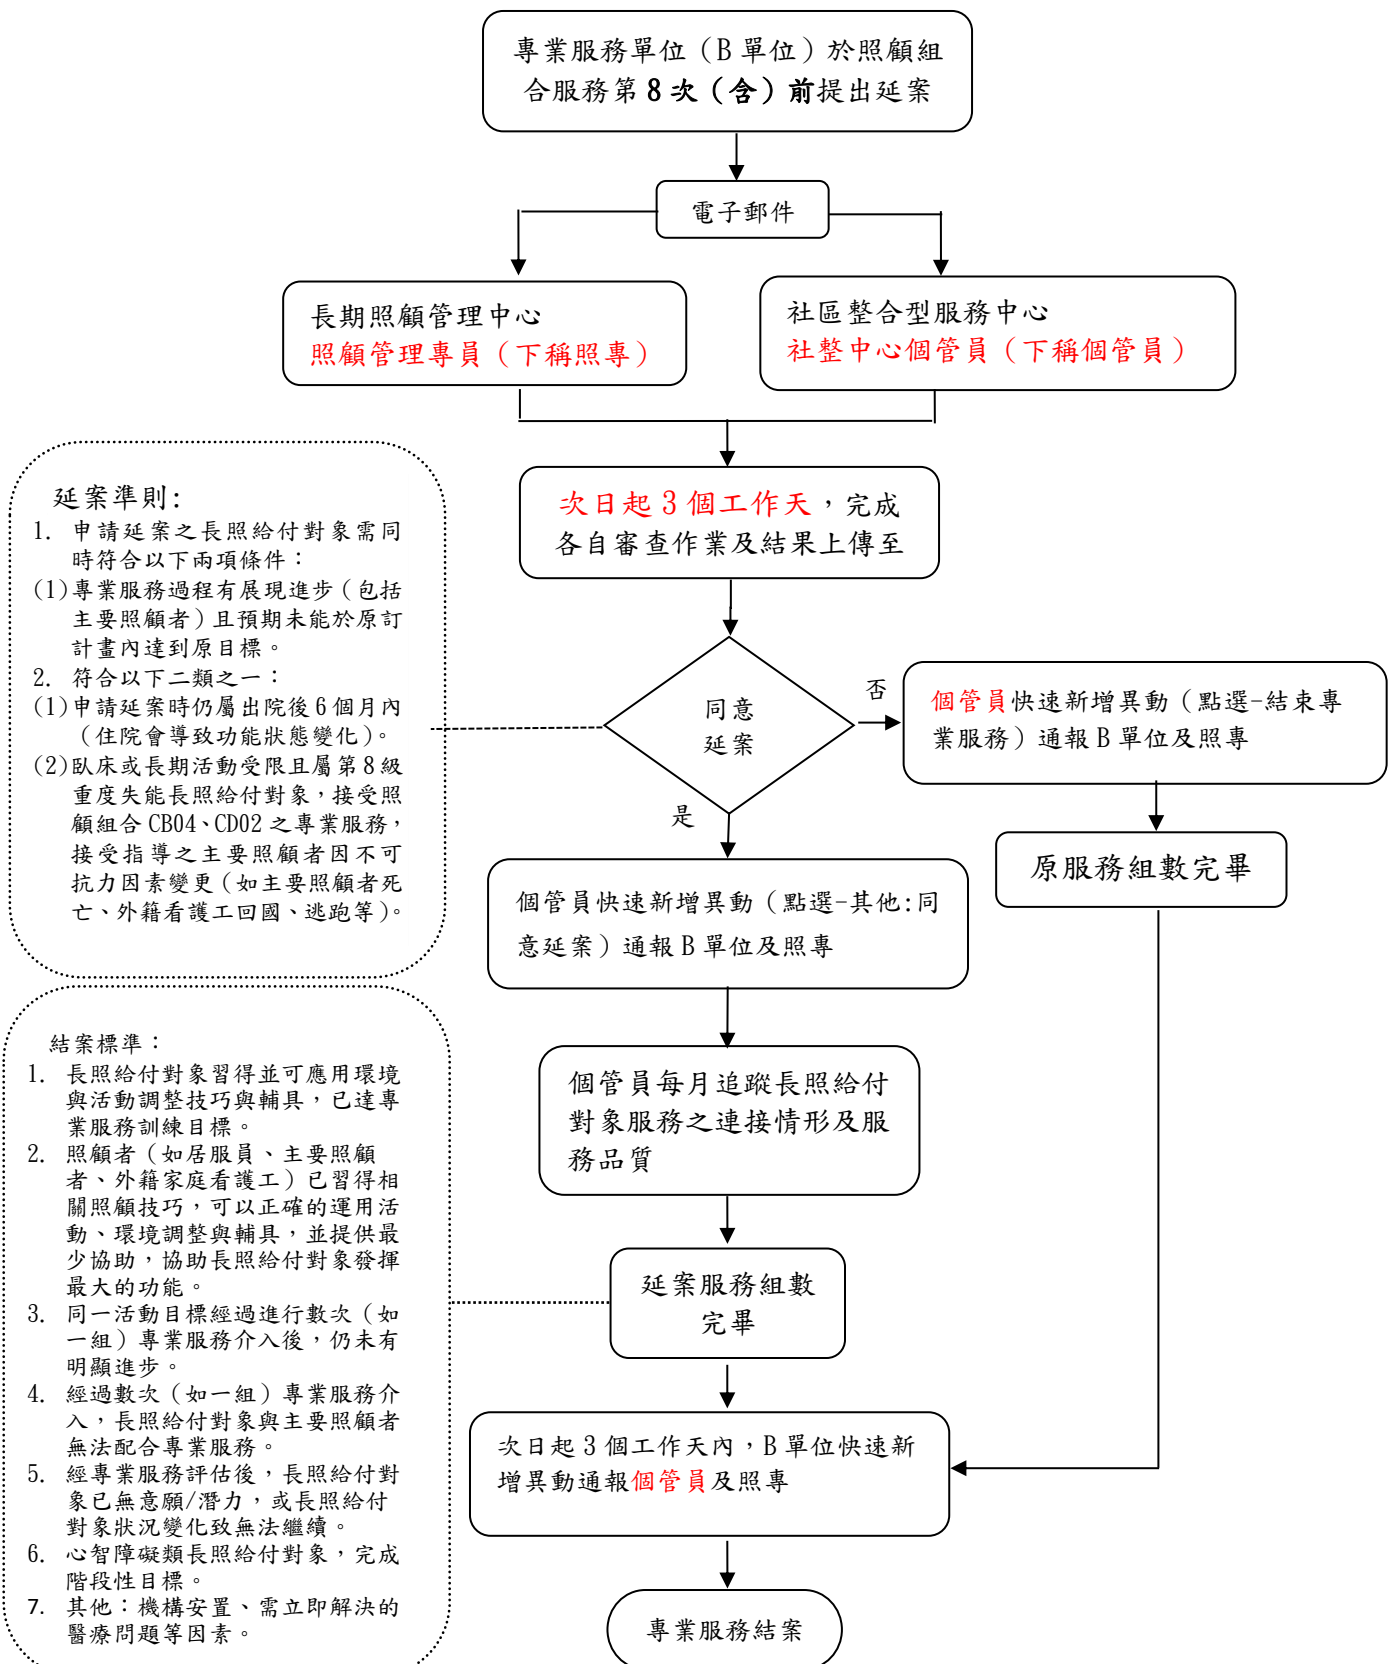 專業服務單位（B 單位）於照顧組
合服務第 8 次（含）前提出延案
電子郵件
長期照顧管理中心
照顧管理專員（下稱照專）
社區整合型服務中心
社整中心個管員（下稱個管員）
次日起 3 個工作天，完成
各自審查作業及結果上傳至
延案準則:
1. 申請延案之長照給付對象需同
時符合以下兩項條件：
(1)專業服務過程有展現進步（包括
主要照顧者）且預期未能於原訂
計畫內達到原目標。
2. 符合以下二類之一：
(1)申請延案時仍屬出院後 6 個月內
（住院會導致功能狀態變化）。
(2)臥床或長期活動受限且屬第 8 級
重度失能長照給付對象，接受照
顧組合 CB04、CD02 之專業服務，
接受指導之主要照顧者因不可
抗力因素變更（如主要照顧者死
亡、外籍看護工回國、逃跑等）。
同意
延案
否
個管員快速新增異動（點選-結束專
業服務）通報 B 單位及照專
是
原服務組數完畢
個管員快速新增異動（點選-其他:同
意延案）通報 B 單位及照專
個管員每月追蹤長照給付
對象服務之連接情形及服
務品質
結案標準：
1. 長照給付對象習得並可應用環境
與活動調整技巧與輔具，已達專
業服務訓練目標。
2. 照顧者（如居服員、主要照顧
者、外籍家庭看護工）已習得相
關照顧技巧，可以正確的運用活
動、環境調整與輔具，並提供最
少協助，協助長照給付對象發揮
最大的功能。
3. 同一活動目標經過進行數次（如
一組）專業服務介入後，仍未有
明顯進步。
4. 經過數次（如一組）專業服務介
入，長照給付對象與主要照顧者
無法配合專業服務。
5. 經專業服務評估後，長照給付對
象已無意願/潛力，或長照給付
對象狀況變化致無法繼續。
6. 心智障礙類長照給付對象，完成
階段性目標。
7. 其他：機構安置、需立即解決的
醫療問題等因素。
延案服務組數
完畢
次日起 3 個工作天內，B 單位快速新
增異動通報個管員及照專
專業服務結案